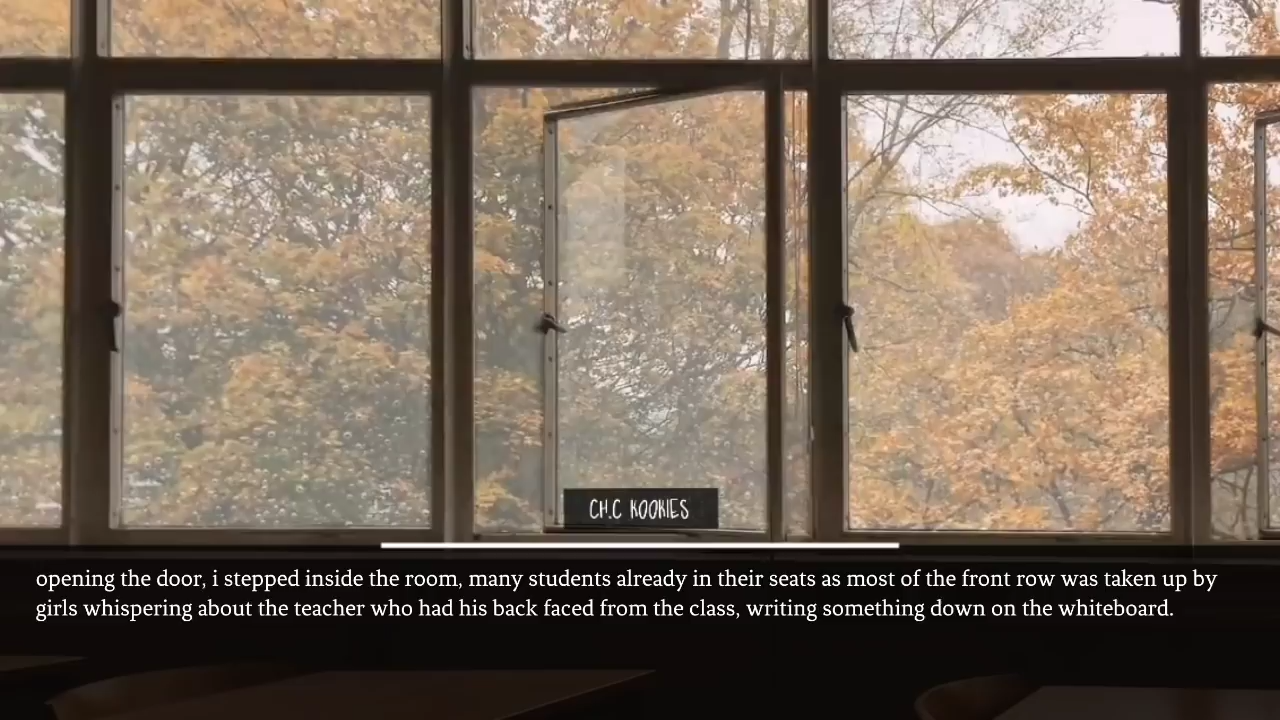 CH.C KOOKIES
opening the door, i stepped inside the room, many students already in their seats as most of the front row was taken up by
girls whispering about the teacher who had his back faced from the class, writing something down on the whiteboard.